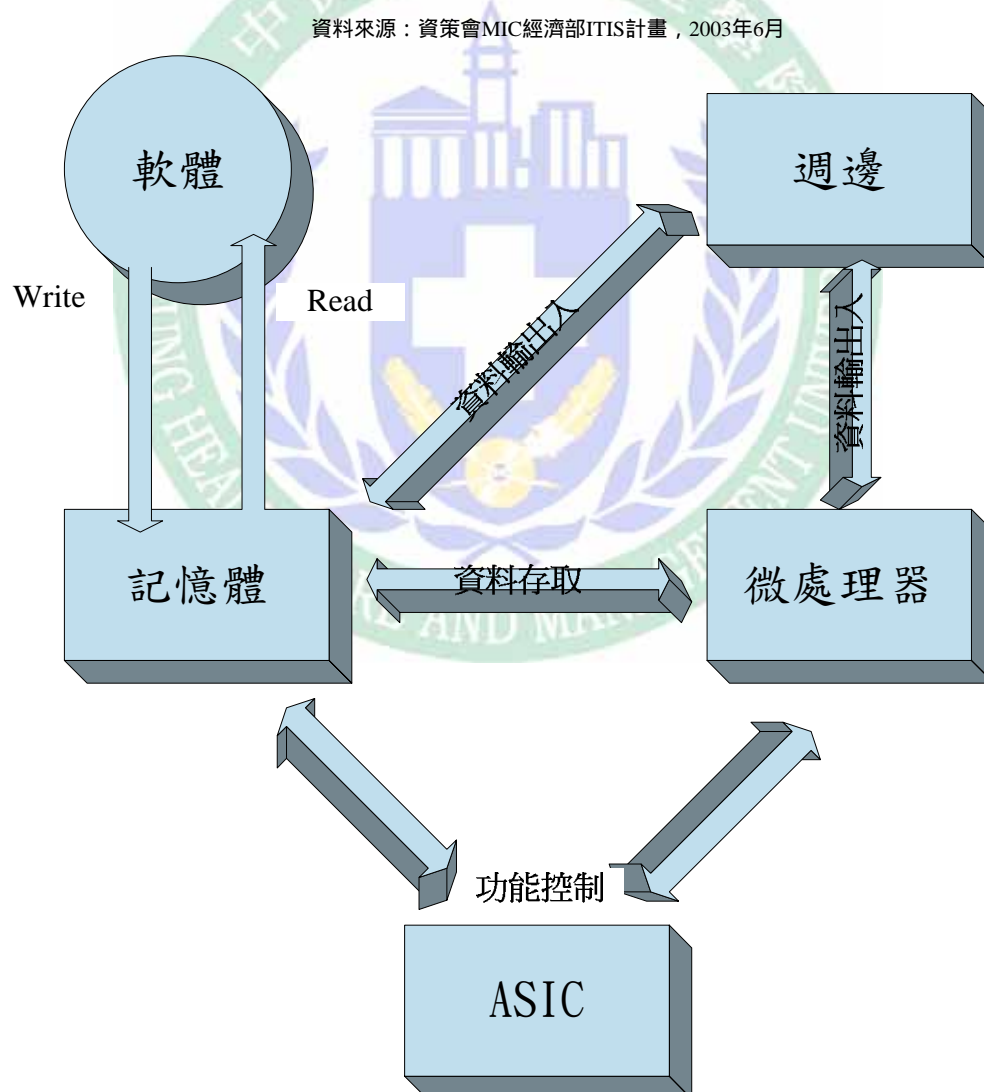 資料來源：資策會MIC經濟部ITIS計畫，2003年6月
軟體
週邊
Write
Read
資料輸出入
資料輸出入
記憶體
資料存取
微處理器
AND
功能控制
ASIC